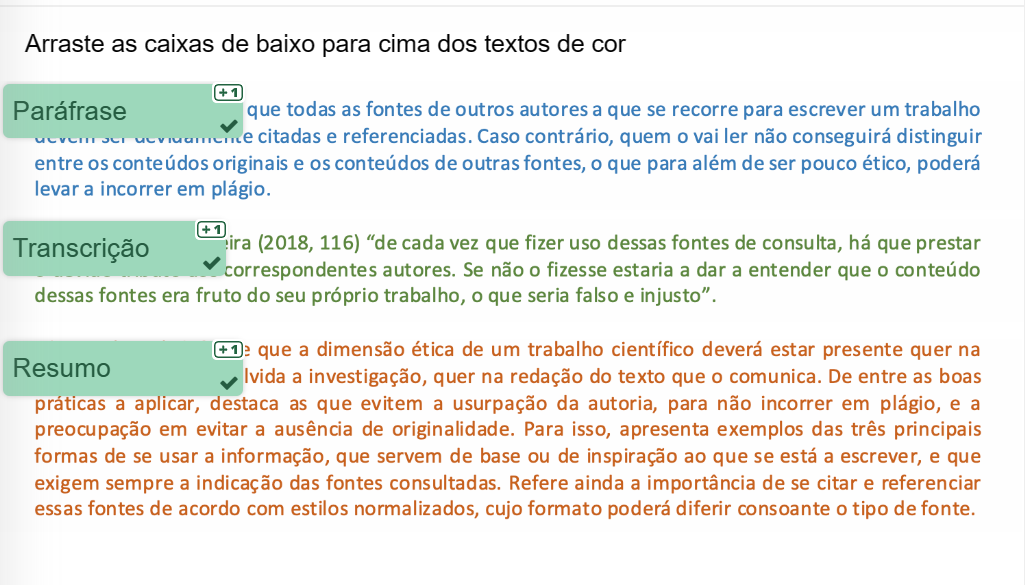 Arraste as caixas de baixo para cima dos textos de cor
+1
Paráfrase que todas as fontes de outros autores a que se recorre para escrever um trabalho
devem ser devidamente citadas e referenciadas. Caso contrário, quem o vai ler não conseguirá distinguir
entre os conteúdos originais e os conteúdos de outras fontes, o que para além de ser pouco ético, poderá
levar a incorrer em plágio.
+1
Transcrição (2018, 116) “de cada vez que fizer uso dessas fontes de consulta, há que prestar
correspondentes autores. Se não o fizesse estaria a dar a entender que o conteúdo
dessas fontes era fruto do seu próprio trabalho, o que seria falso e injusto”.
+1
Resumo que a dimensão ética de um trabalho científico deverá estar presente quer na
a investigação, quer na redação do texto que o comunica. De entre as boas
práticas a aplicar, destaca as que evitem a usurpação da autoria, para não incorrer em plágio, e a
preocupação em evitar a ausência de originalidade. Para isso, apresenta exemplos das três principais
formas de se usar a informação, que servem de base ou de inspiração ao que se está a escrever, e que
exigem sempre a indicação das fontes consultadas. Refere ainda a importância de se citar e referenciar
essas fontes de acordo com estilos normalizados, cujo formato poderá diferir consoante o tipo de fonte.